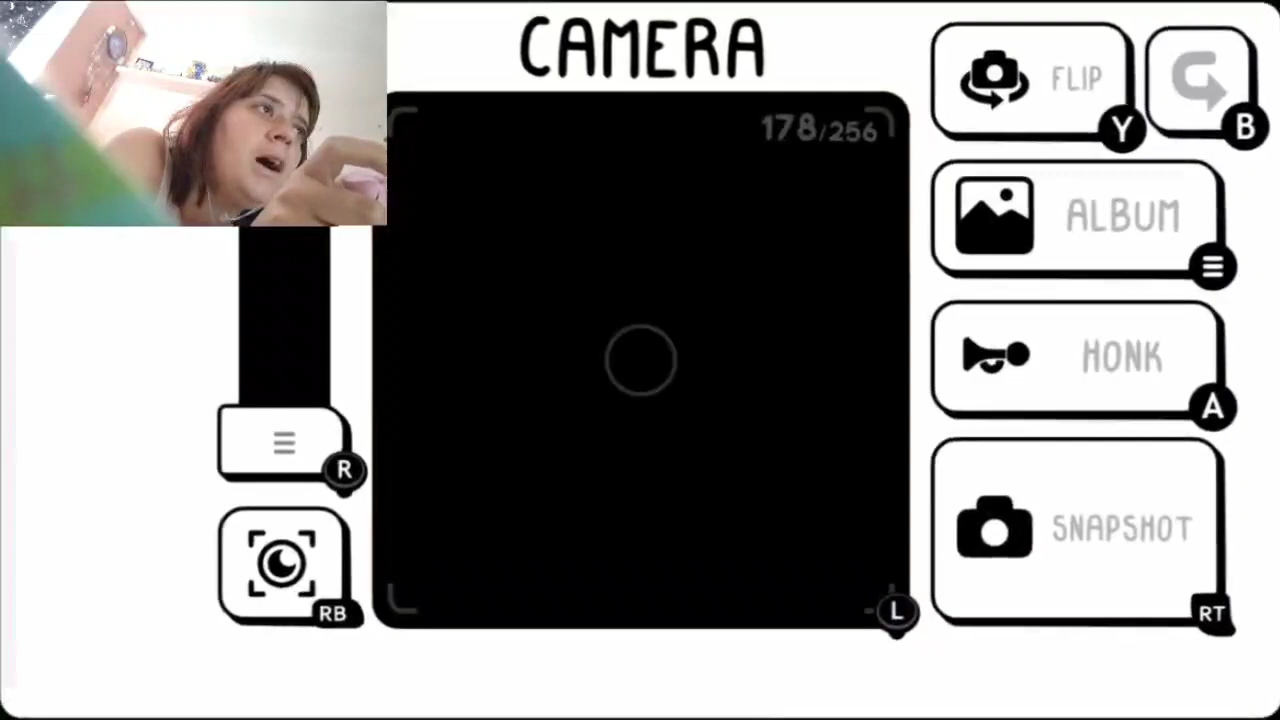 CAMERA
178/256
FLIP
Y
B
ALBUM
HONK
A
SNAPSHOT
RT
R
RB
L